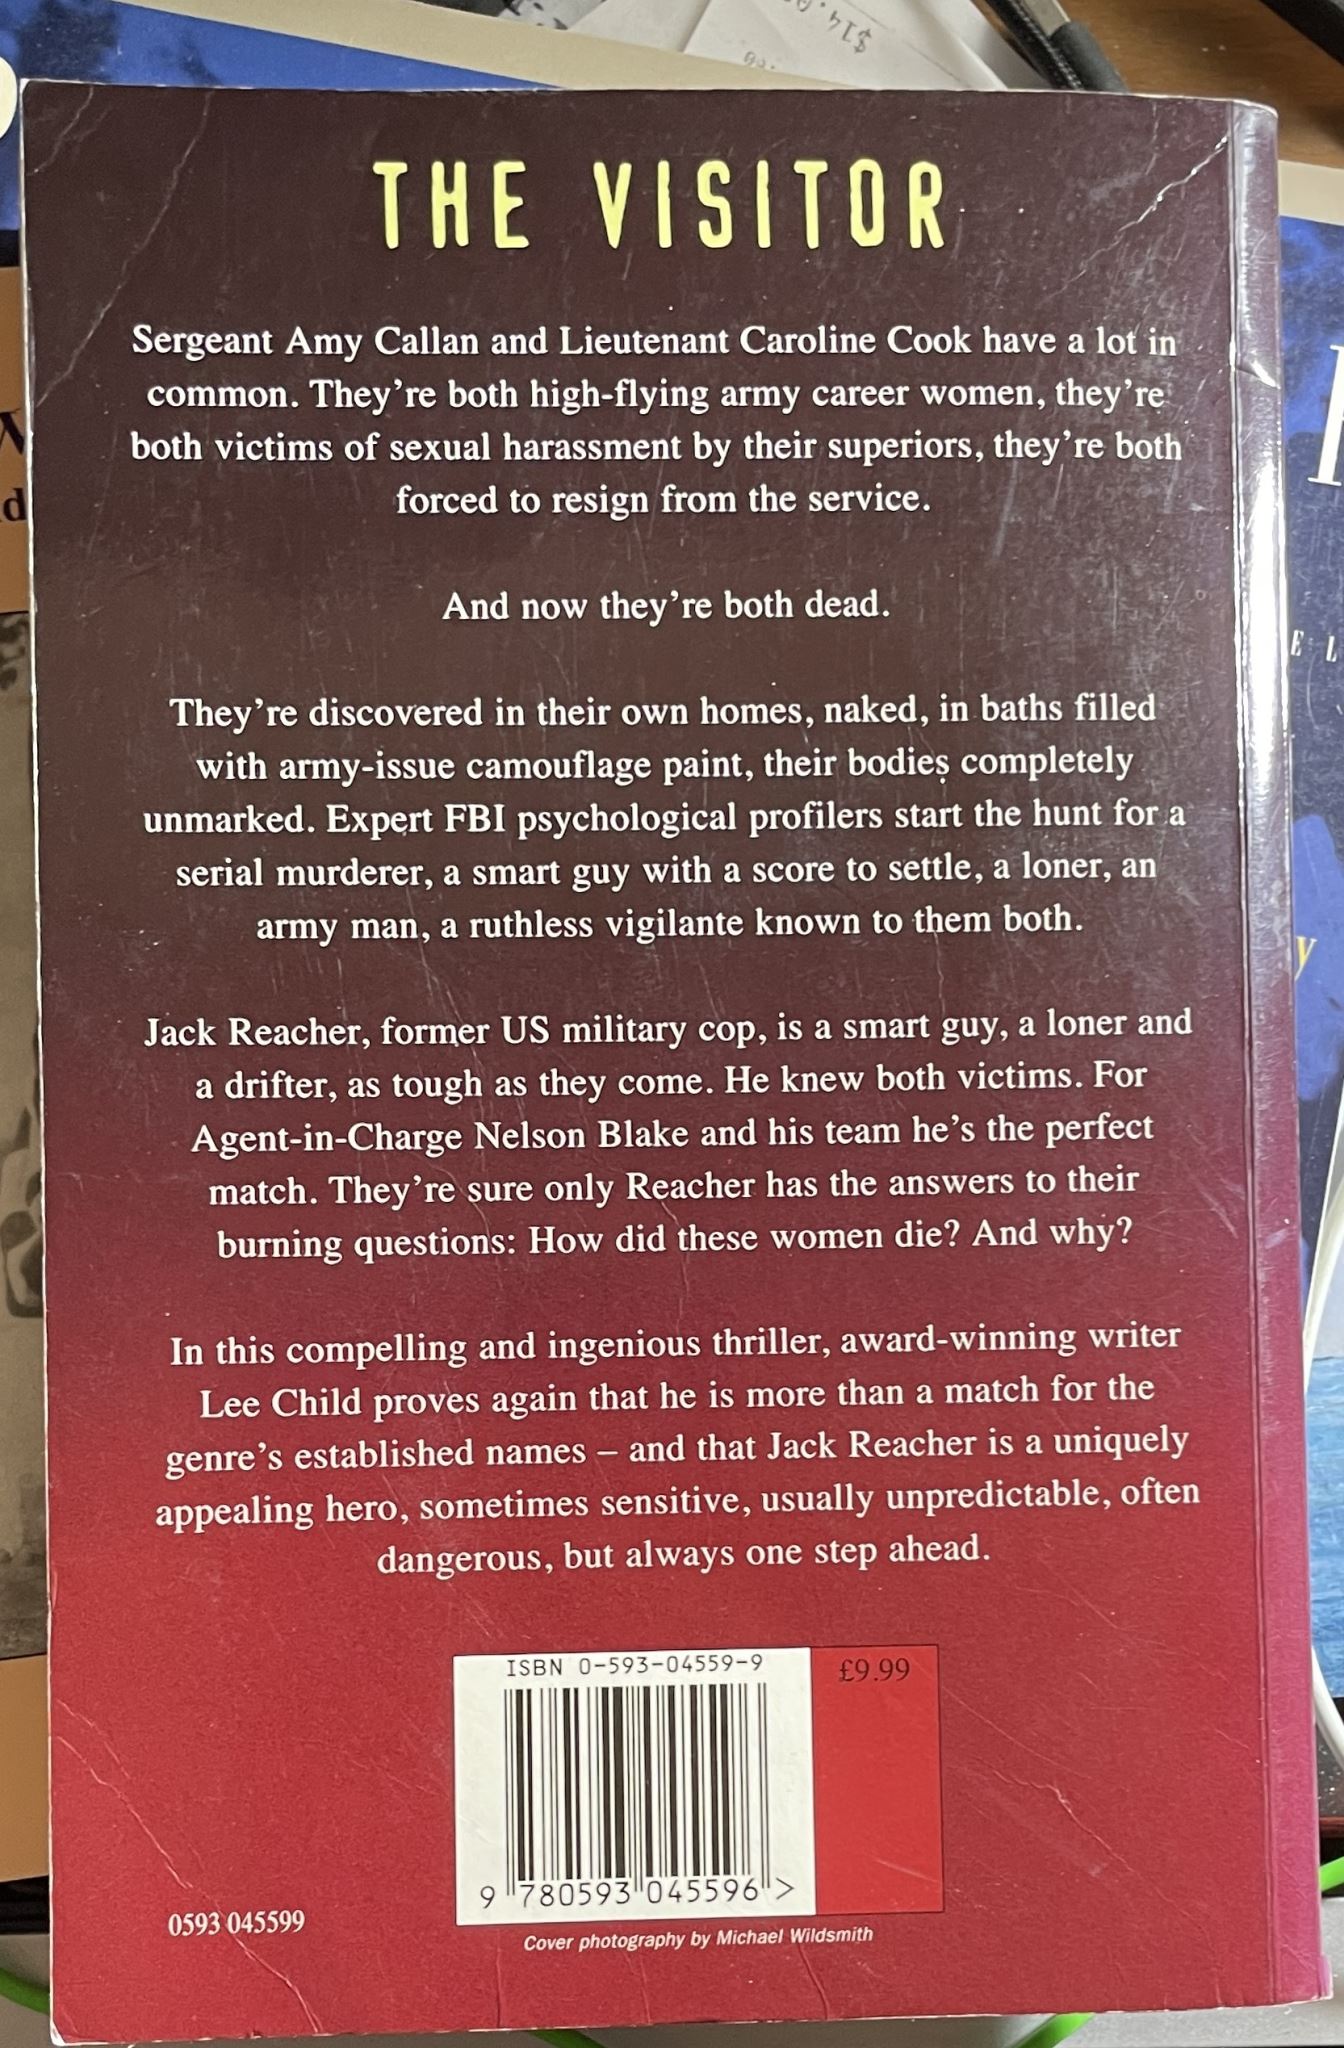 $14.
THE VISITOR
Sergeant Amy Callan and Lieutenant Caroline Cook have a lot in
common. They're both high-flying army career women, they're
both victims of sexual harassment by their superiors, they're both
forced to resign from the service.
And now they're both dead.
They're discovered in their own homes, naked, in baths filled
with army-issue camouflage paint, their bodies completely
unmarked. Expert FBI psychological profilers start the hunt for a
serial murderer, a smart guy with a score to settle, a loner, an
army man, a ruthless vigilante known to them both.
Jack Reacher, former US military cop, is a smart guy, a loner and
a drifter, as tough as they come. He knew both victims. For
Agent-in-Charge Nelson Blake and his team he's the perfect
match. They're sure only Reacher has the answers to their
burning questions: How did these women die? And why?
In this compelling and ingenious thriller, award-winning writer
Lee Child proves again that he is more than a match for the
genre's established names – and that Jack Reacher is a uniquely
appealing hero, sometimes sensitive, usually unpredictable, often
dangerous, but always one step ahead.
ISBN 0-593-04559-9
£9.99
9 780593 045596 >
0593 045599
Cover photography by Michael Wildsmith